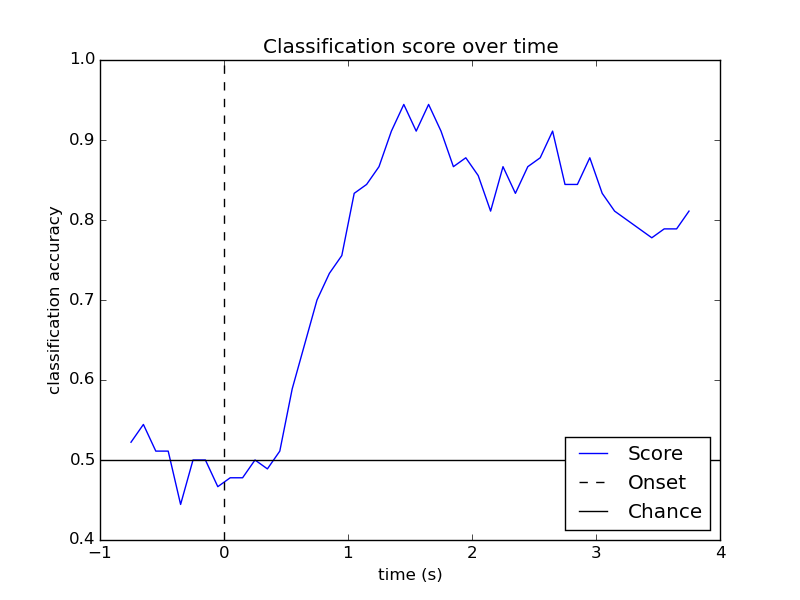 Classification score over time
1.0
0.9
0.8
0.7
0.6
0.5
0.4
classification accuracy
Score
Onset
Chance
−1
0
1
2
3
4
time (s)